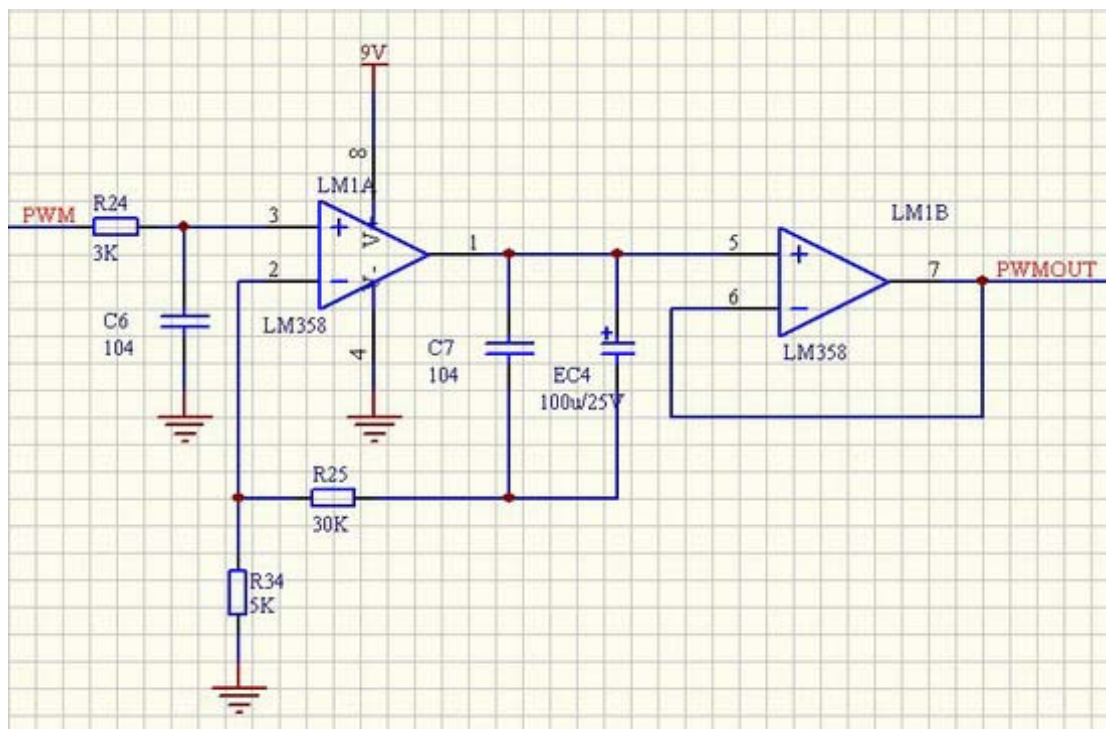 9V
8
LM1A
R24
PWM
3
3K
+
V
2
-
V-
LM358
C6
104
4
1
C7
104
EC4
+
100u/25V
LM1B
5
+
7
PWMOUT
6
-
LM358
R25
30K
R34
5K